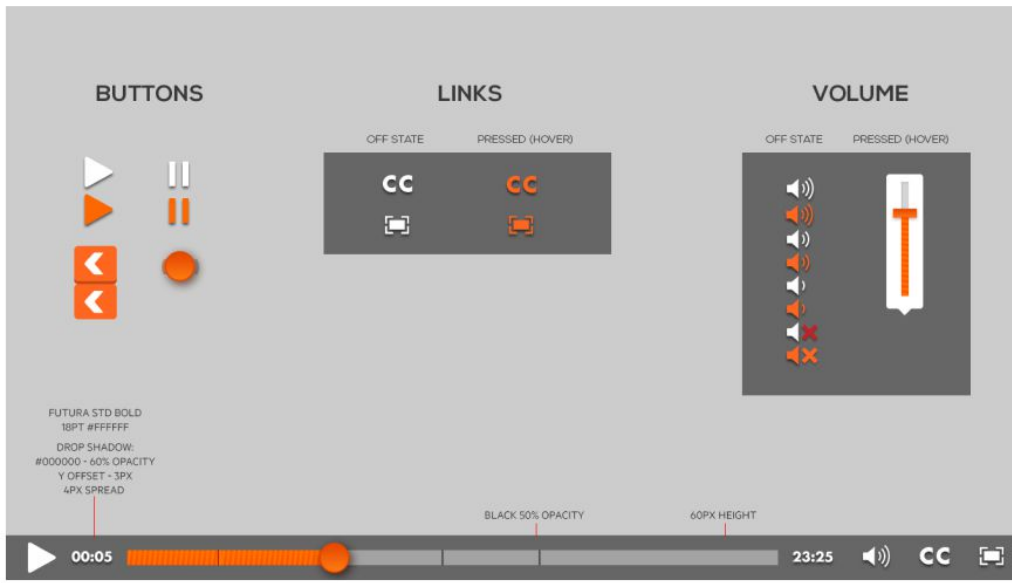 BUTTONS
LINKS
VOLUME
OFF STATE
PRESSED (HOVER)
OFF STATE
PRESSED (HOVER)
CC
CC
FUTURA STD BOLD
18PT #FFFFFF
DROP SHADOW:
#000000 - 60% OPACITY
Y OFFSET - 3PX
4PX SPREAD
BLACK 50% OPACITY
60PX HEIGHT
00:05
23:25
CC